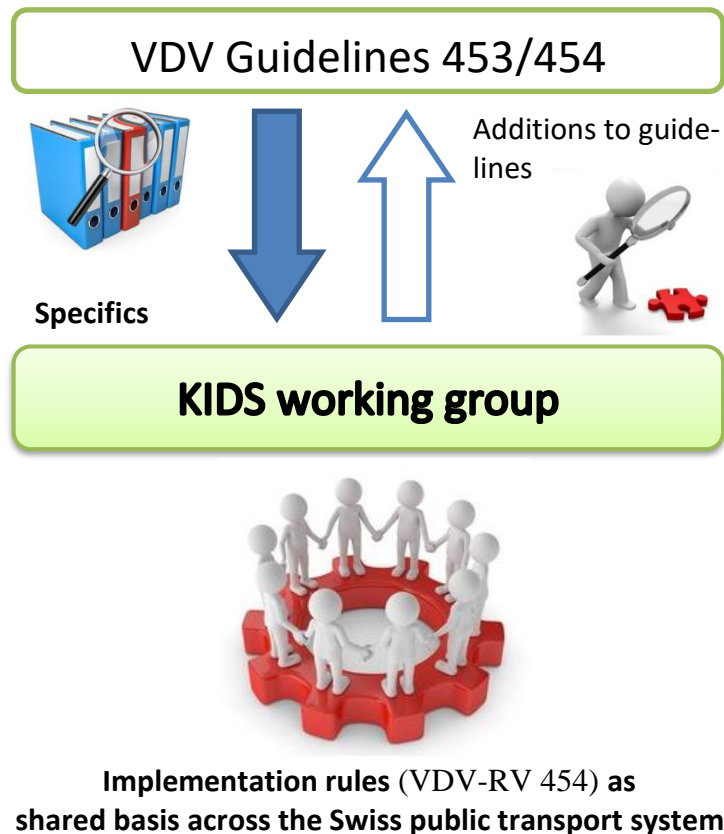 VDV Guidelines 453/454
Additions to guide-
lines
Specifics
KIDS working group
Implementation rules (VDV-RV 454) as
shared basis across the Swiss public transport system